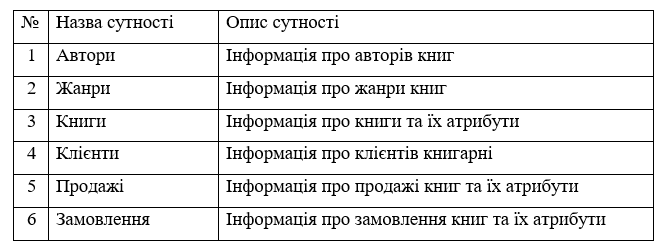 № Назва сутності Опис сутності
1 Автори Інформація про авторів книг
2 Жанри Інформація про жанри книг
3 Книги Інформація про книги та їх атрибути
4 Клієнти Інформація про клієнтів книгарні
5 Продажі Інформація про продажі книг та їх атрибути
6 Замовлення Інформація про замовлення книг та їх атрибути